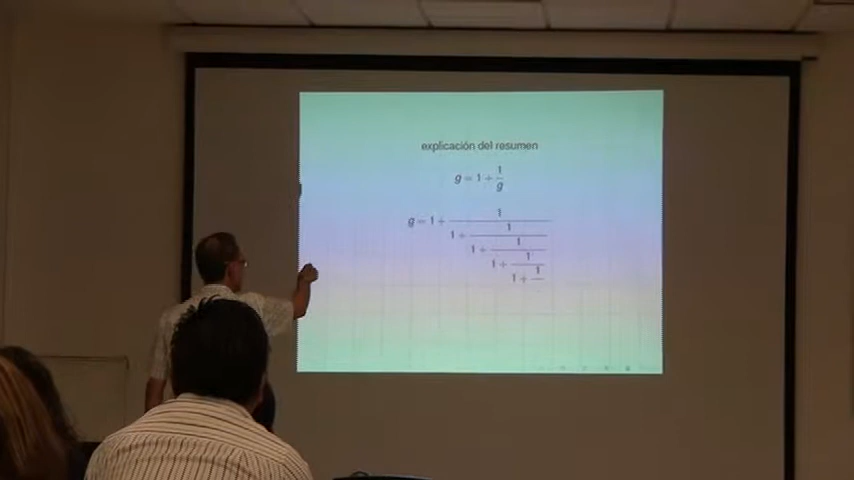 explicación del resumen
g = 1 + 1/g
g = 1 + 1/(1 + 1/(1 + 1/(1 + 1/(1 + 1/